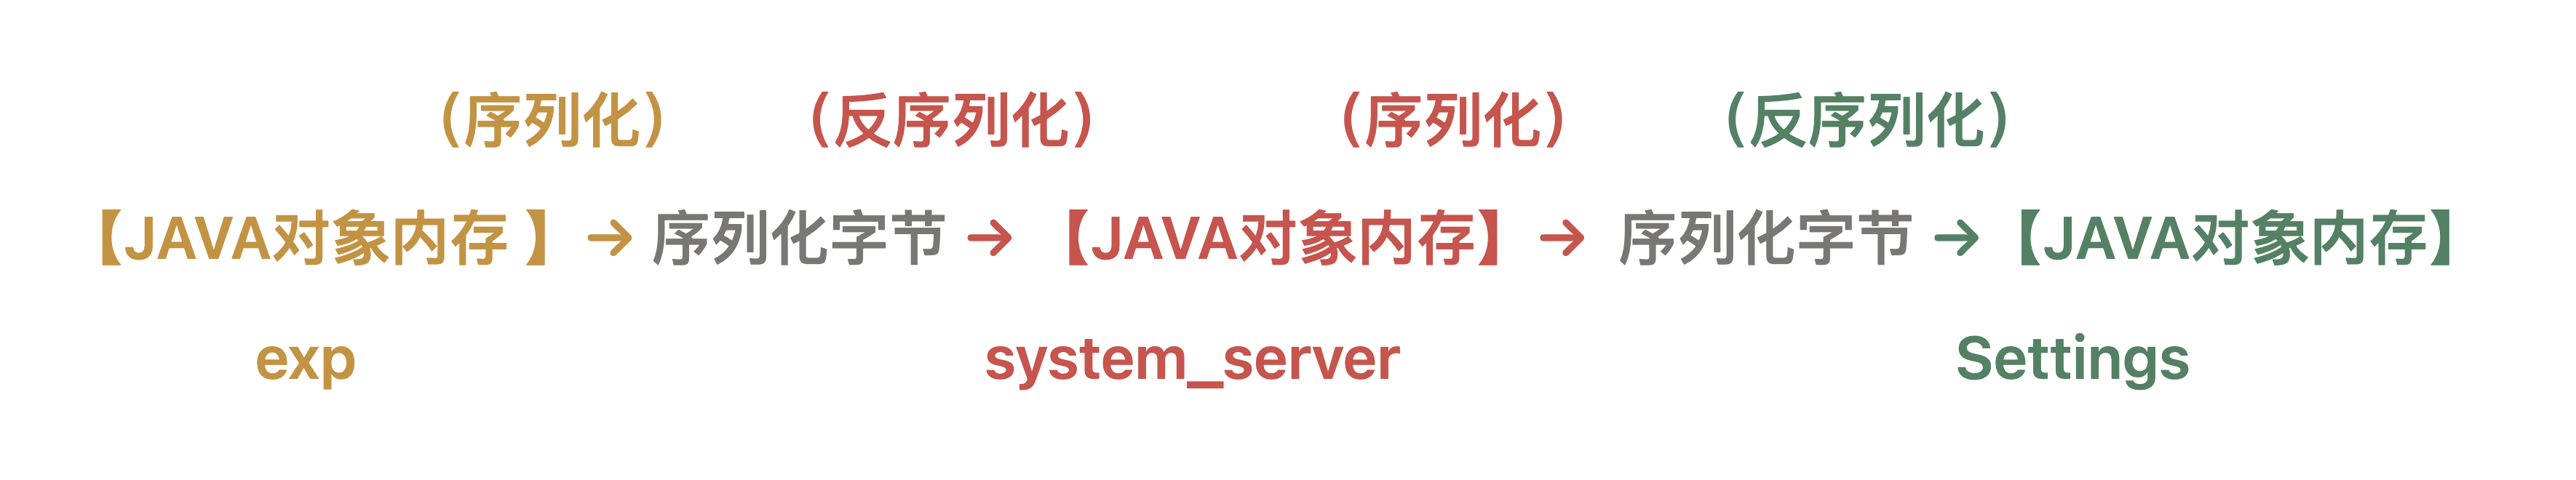 （序列化） （反序列化） （序列化） （反序列化）
【JAVA对象内存 】 → 序列化字节 → 【JAVA对象内存】 → 序列化字节 → 【JAVA对象内存】
exp system_server Settings